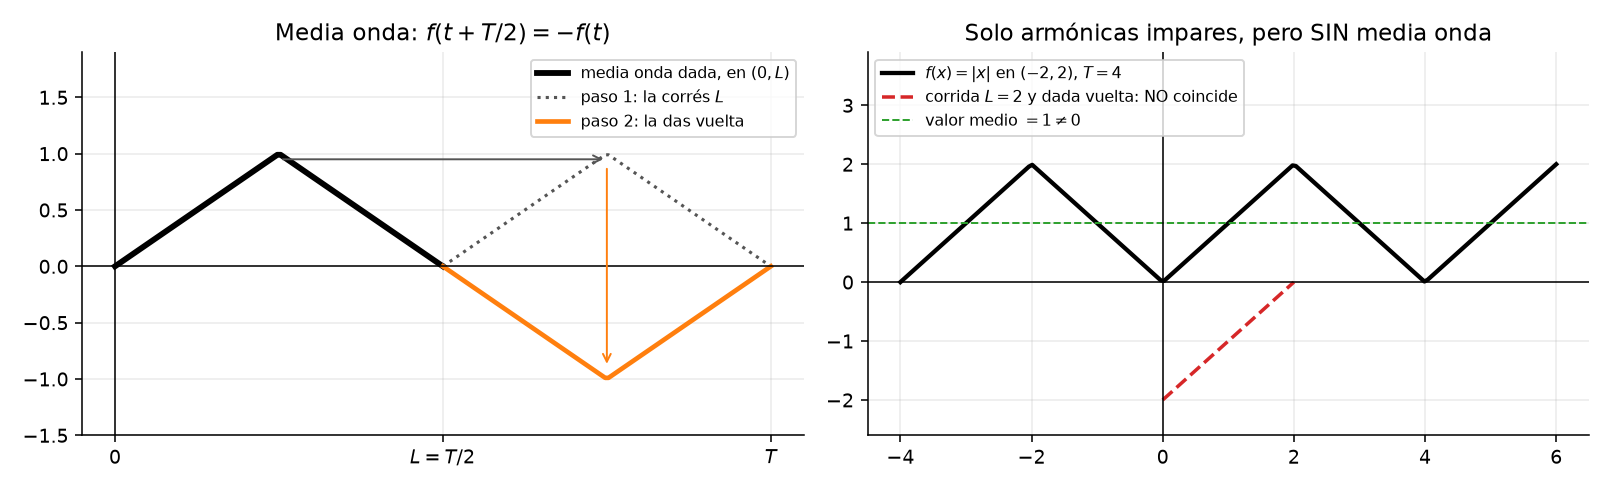 Media onda: f(t + T/2) = −f(t)
media onda dada, en (0, L)
paso 1: la corrés L
paso 2: la das vuelta
1.5
1.0
0.5
0.0
−0.5
−1.0
−1.5
0
L = T/2
T
Solo armónicas impares, pero SIN media onda
f(x) = |x| en (−2, 2), T = 4
corrida L = 2 y dada vuelta: NO coincide
valor medio = 1 ≠ 0
3
2
1
0
−1
−2
−4
−2
0
2
4
6